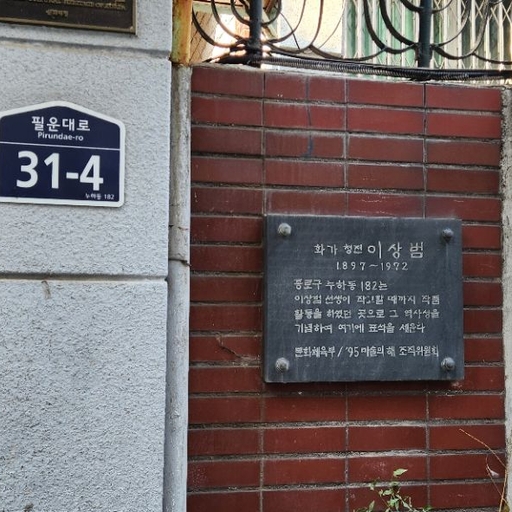 필운대로
Pirundae-ro
31-4
누하동 182
화가 청전 이상범
1897~1972
종로구 누하동 182는
이상범 선생이 작고할 때까지 작품
활동을 하였던 곳으로 그 역사성을
기념하여 여기에 표석을 세운다
문화체육부 / '95 미술의 해 조직위원회